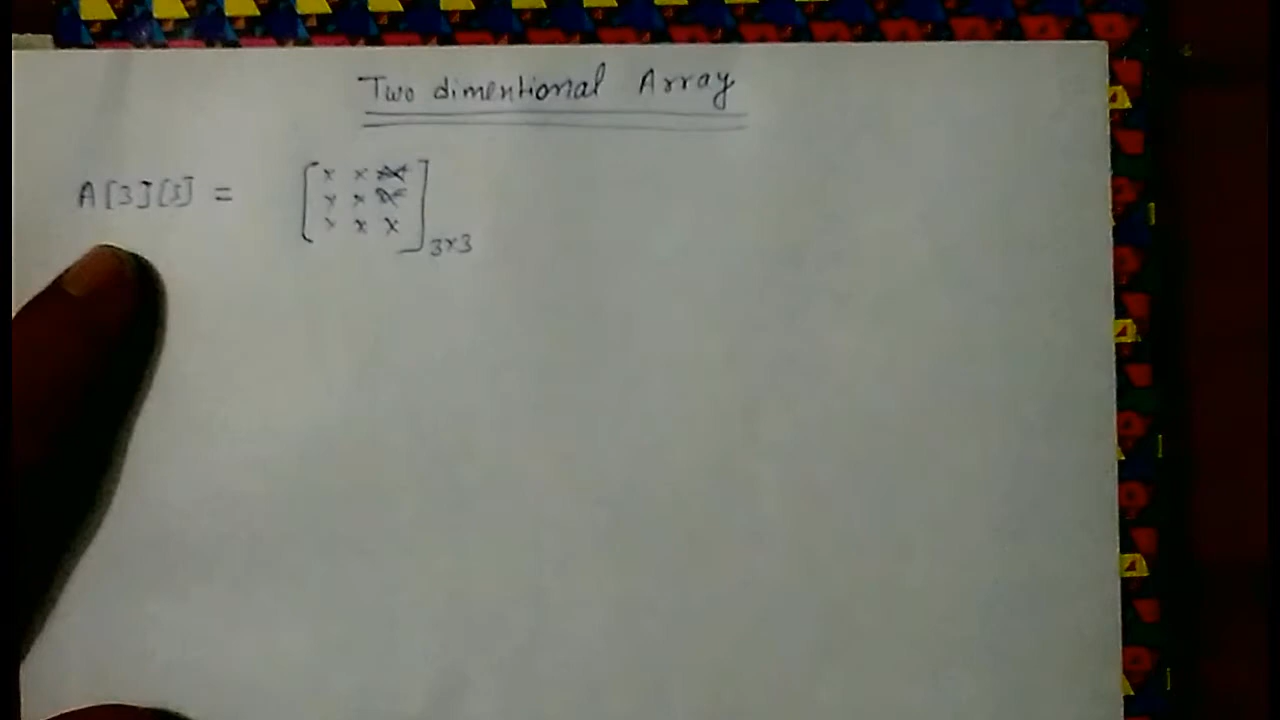 Two dimentional Array
A[3][3] =
x x x
x x x
x x x
3x3